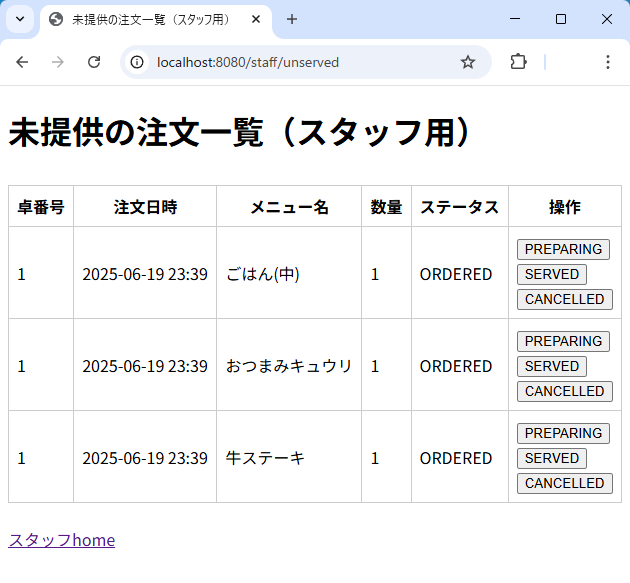 未提供の注文一覧（スタッフ用）
localhost:8080/staff/unserved
未提供の注文一覧（スタッフ用）
卓番号 注文日時 メニュー名 数量 ステータス 操作
1 2025-06-19 23:39 ごはん(中) 1 ORDERED PREPARING
SERVED
CANCELLED
1 2025-06-19 23:39 おつまみキュウリ 1 ORDERED PREPARING
SERVED
CANCELLED
1 2025-06-19 23:39 牛ステーキ 1 ORDERED PREPARING
SERVED
CANCELLED
スタッフhome